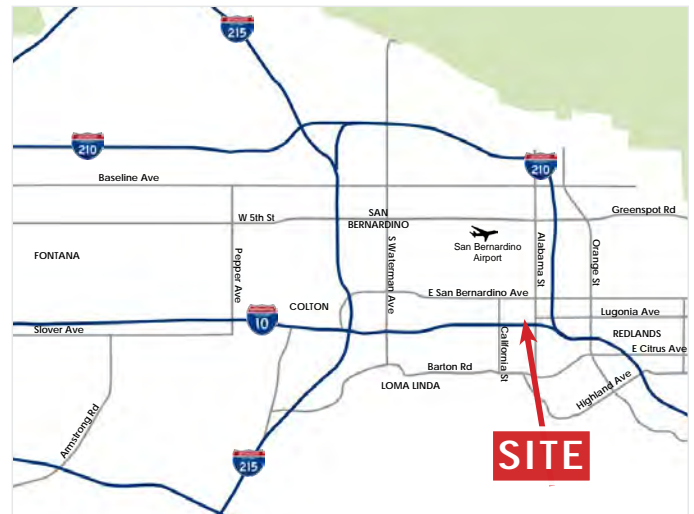 215
210
210
Baseline Ave
SAN
BERNARDINO
W 5th St
Greenspot Rd
FONTANA
Pepper Ave
S Waterman Ave
San Bernardino
Airport
Alabama St
Orange St
E San Bernardino Ave
COLTON
10
Lugonia Ave
Slover Ave
California St
REDLANDS
E Citrus Ave
Barton Rd
LOMA LINDA
Highland Ave
Armstrong Rd
SITE
215